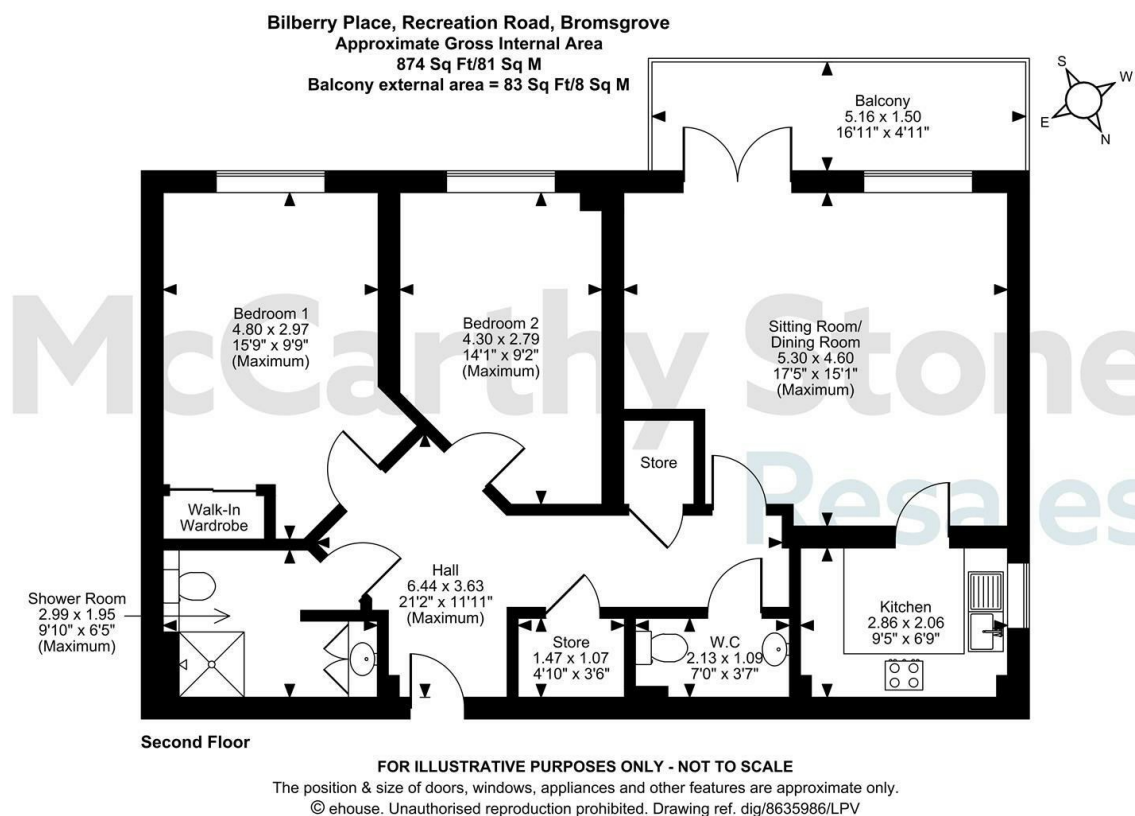 Bilberry Place, Recreation Road, Bromsgrove
Approximate Gross Internal Area
874 Sq Ft/81 Sq M
Balcony external area = 83 Sq Ft/8 Sq M
S
W
E
N
Balcony
5.16 x 1.50
16'11" x 4'11"
McCarthy Stone
Resales
Bedroom 1
4.80 x 2.97
15'9" x 9'9"
(Maximum)
Bedroom 2
4.30 x 2.79
14'1" x 9'2"
(Maximum)
Sitting Room/
Dining Room
5.30 x 4.60
17'5" x 15'1"
(Maximum)
Store
Walk-In
Wardrobe
Shower Room
2.99 x 1.95
9'10" x 6'5"
(Maximum)
Hall
6.44 x 3.63
21'2" x 11'11"
(Maximum)
Store
1.47 x 1.07
4'10" x 3'6"
W.C
2.13 x 1.09
7'0" x 3'7"
Kitchen
2.86 x 2.06
9'5" x 6'9"
Second Floor
FOR ILLUSTRATIVE PURPOSES ONLY - NOT TO SCALE
The position & size of doors, windows, appliances and other features are approximate only.
© ehouse. Unauthorised reproduction prohibited. Drawing ref. dig/8635986/LPV